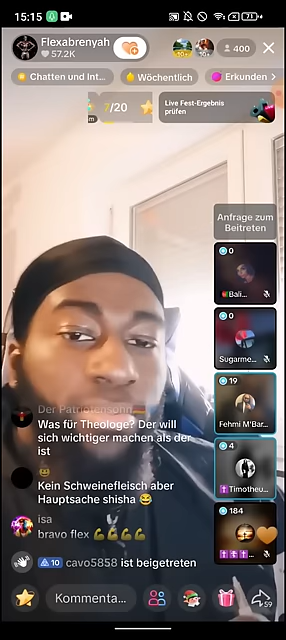 15:15
71
Flexabrenyah
57.2K
400
Chatten und Int...
Wöchentlich
Erkunden
7/20
Live Fest-Ergebnis
prüfen
Anfrage zum
Beitreten
0
Bali...
0
Sugarme...
19
Fehmi M'Bar...
4
Timotheu...
184
Der Patriotensohn
Was für Theologe? Der will
sich wichtiger machen als der
ist
Kein Schweinefleisch aber
Hauptsache shisha 😂
isa
bravo flex 💪💪💪💪
10 cavo5858 ist beigetreten
Kommenta...
59